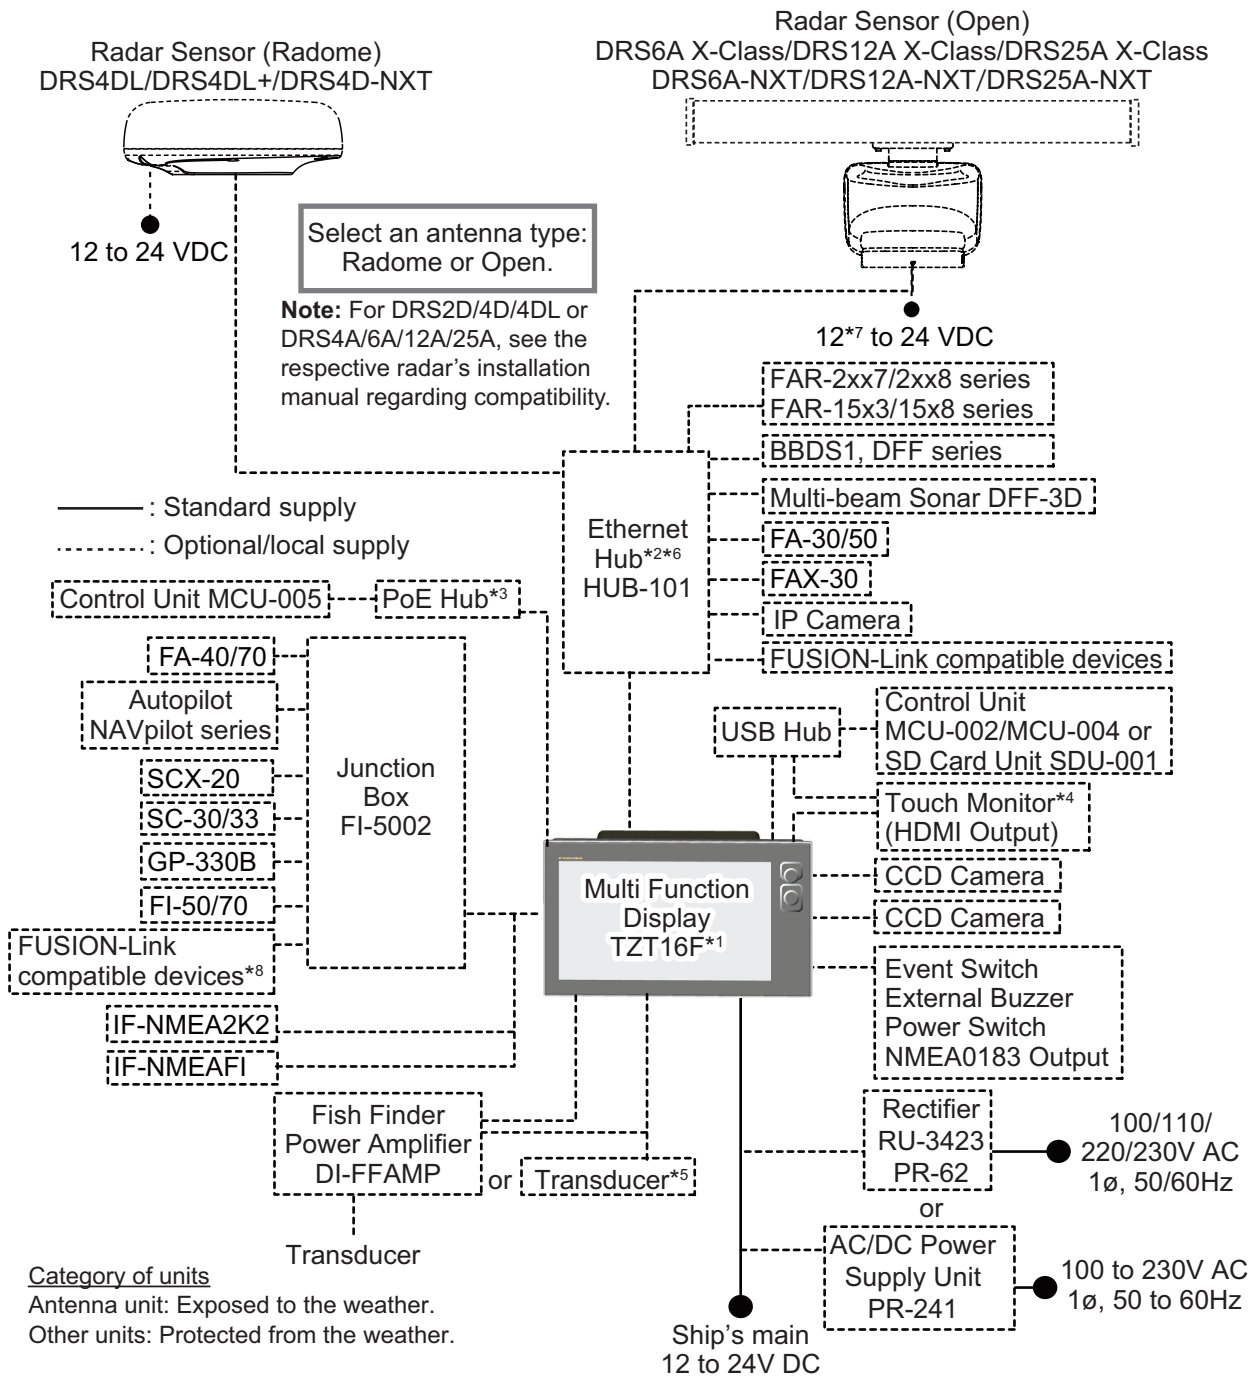 Radar Sensor (Radome)
DRS4DL/DRS4DL+/DRS4D-NXT
12 to 24 VDC
Radar Sensor (Open)
DRS6A X-Class/DRS12A X-Class/DRS25A X-Class
DRS6A-NXT/DRS12A-NXT/DRS25A-NXT
12*7 to 24 VDC
Select an antenna type:
Radome or Open.
Note: For DRS2D/4D/4DL or
DRS4A/6A/12A/25A, see the
respective radar's installation
manual regarding compatibility.
FAR-2xx7/2xx8 series
FAR-15x3/15x8 series
BBDS1, DFF series
Multi-beam Sonar DFF-3D
FA-30/50
FAX-30
IP Camera
FUSION-Link compatible devices
Ethernet
Hub*2*6
HUB-101
: Standard supply
: Optional/local supply
Control Unit MCU-005
PoE Hub*3
FA-40/70
Autopilot
NAVpilot series
SCX-20
SC-30/33
GP-330B
FI-50/70
FUSION-Link
compatible devices*8
Junction
Box
FI-5002
IF-NMEA2K2
IF-NMEAFI
USB Hub
Control Unit
MCU-002/MCU-004 or
SD Card Unit SDU-001
Touch Monitor*4
(HDMI Output)
CCD Camera
CCD Camera
Event Switch
External Buzzer
Power Switch
NMEA0183 Output
FURUNO
Multi Function
Display
TZT16F*1
Fish Finder
Power Amplifier
DI-FFAMP
or
Transducer*5
Transducer
Rectifier
RU-3423
PR-62
100/110/
220/230V AC
1ø, 50/60Hz
or
AC/DC Power
Supply Unit
PR-241
100 to 230V AC
1ø, 50 to 60Hz
Ship's main
12 to 24V DC
Category of units
Antenna unit: Exposed to the weather.
Other units: Protected from the weather.